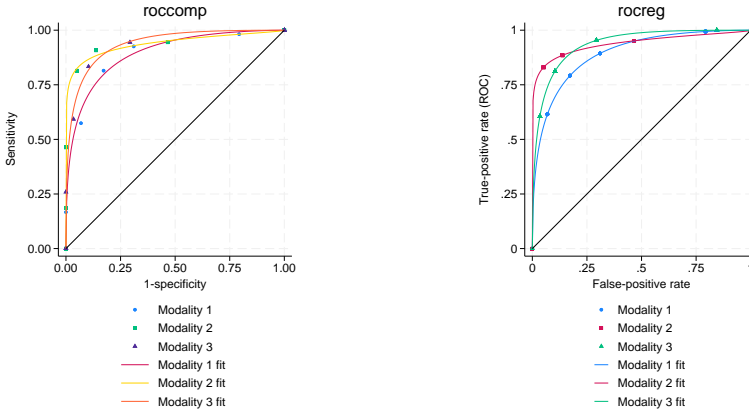 roccomp
1.00
0.75
0.50
0.25
0.00
Sensitivity
0.00
0.25
0.50
0.75
1.00
1-specificity
Modality 1
Modality 2
Modality 3
Modality 1 fit
Modality 2 fit
Modality 3 fit
rocreg
1
.75
.5
.25
0
True-positive rate (ROC)
0
.25
.5
.75
False-positive rate
Modality 1
Modality 2
Modality 3
Modality 1 fit
Modality 2 fit
Modality 3 fit